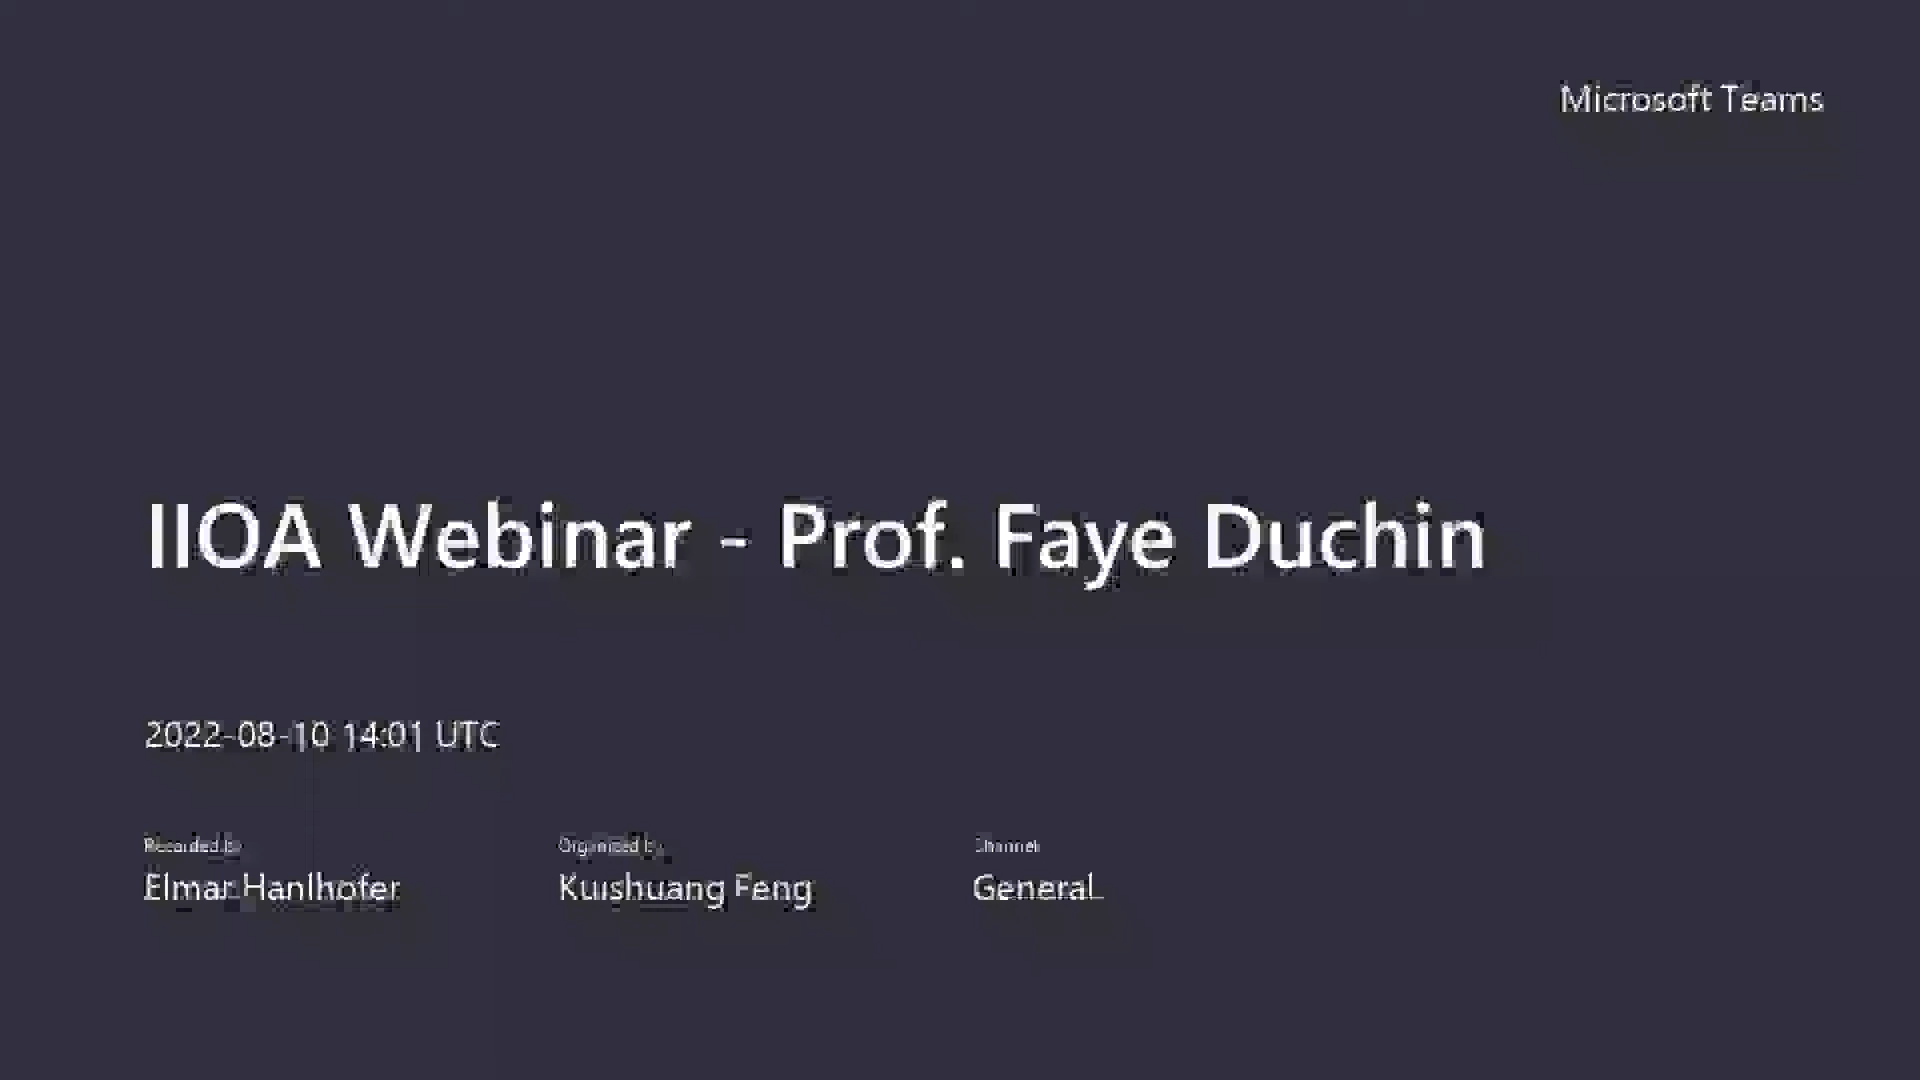 Microsoft Teams
IIOA Webinar - Prof. Faye Duchin
2022-08-10 14:01 UTC
Recorded by
Organized by
Channel
Elmar Hanlhofer
Kuishuang Feng
General